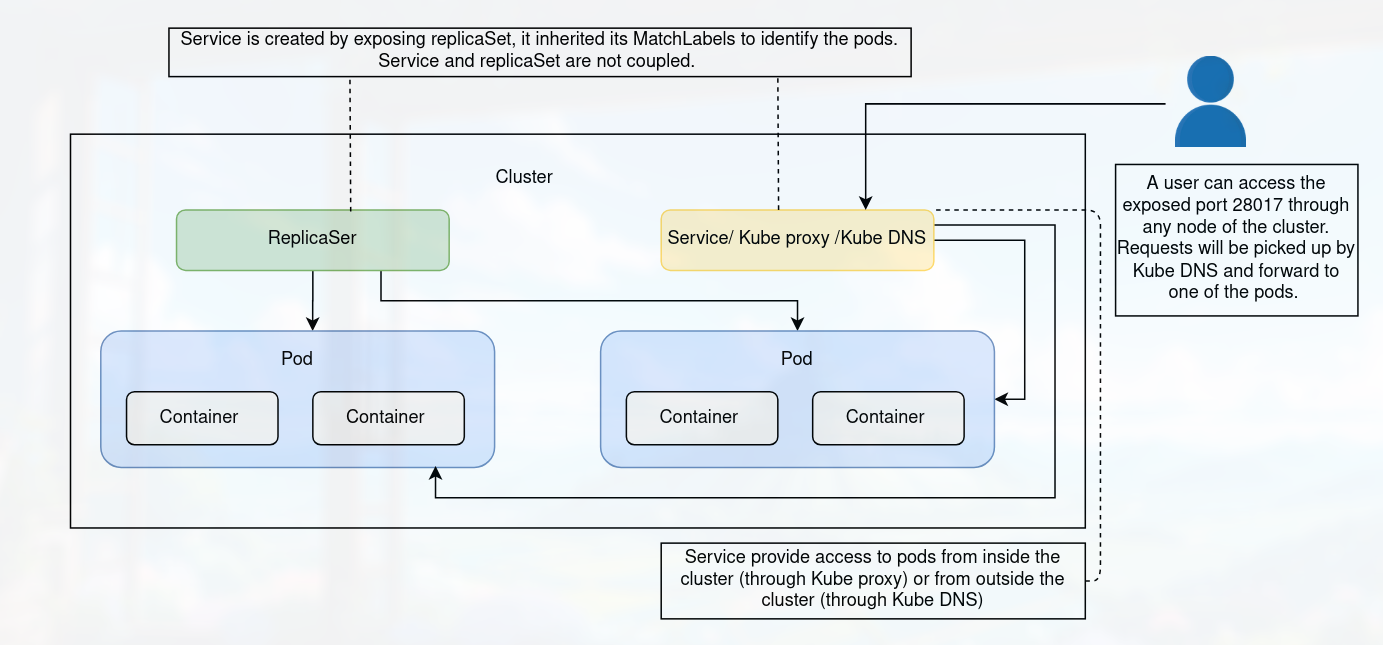 Service is created by exposing replicaSet, it inherited its MatchLabels to identify the pods.
Service and replicaSet are not coupled.
Cluster
A user can access the
exposed port 28017 through
any node of the cluster.
Requests will be picked up by
Kube DNS and forward to
one of the pods.
ReplicaSer
Service/ Kube proxy /Kube DNS
Pod
Container
Container
Pod
Container
Container
Service provide access to pods from inside the
cluster (through Kube proxy) or from outside the
cluster (through Kube DNS)